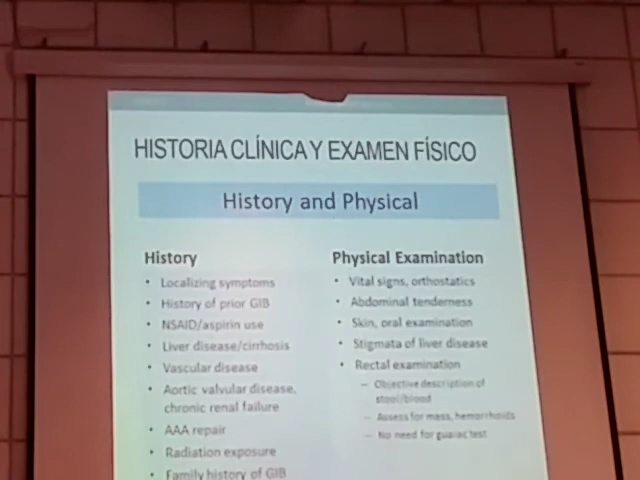 HISTORIA CLÍNICA Y EXAMEN FÍSICO
History and Physical
History
• Localizing symptoms
• History of prior GIB
• NSAID/aspirin use
• Liver disease/cirrhosis
• Vascular disease
• Aortic valvular disease,
chronic renal failure
• AAA repair
• Radiation exposure
• Family history of GIB
Physical Examination
• Vital signs, orthostatics
• Abdominal tenderness
• Skin, oral examination
• Stigmata of liver disease
• Rectal examination
– Objective description of
stool/blood
– Assess for mass, hemorrhoids
– No need for guaiac test